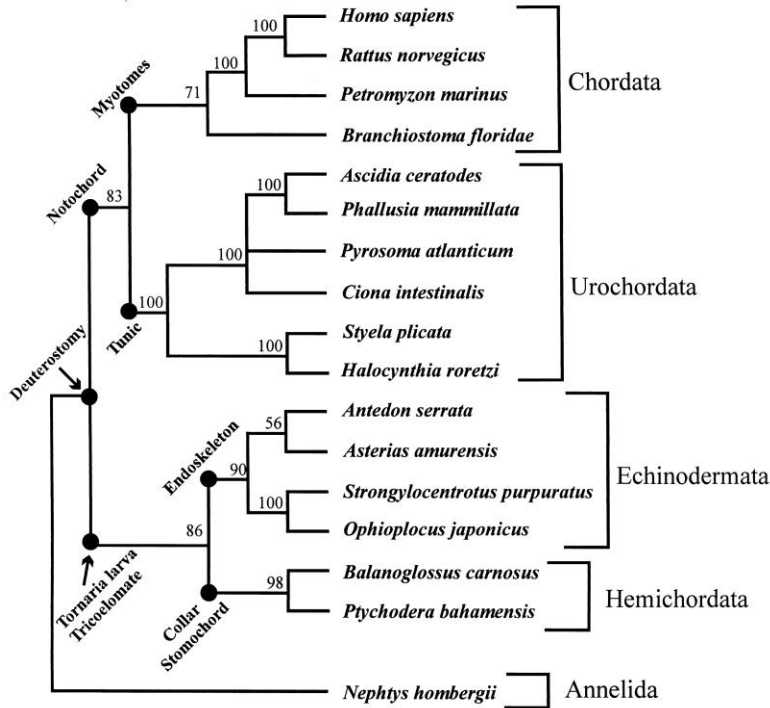 Homo sapiens
100
Rattus norvegicus
100
Chordata
Myotomes
71
Petromyzon marinus
Branchiostoma floridae
Notochord
83
Ascidia ceratodes
100
Phallusia mammillata
100
Pyrosoma atlanticum
Urochordata
Ciona intestinalis
100
Tunic
Styela plicata
100
Halocynthia roretzi
Deuterostomy
Antedon serrata
56
Endoskeleton
Asterias amurensis
90
Echinodermata
Strongylocentrotus purpuratus
100
Ophioplocus japonicus
86
Tornaria larva
Tricoelomate
Balanoglossus carnosus
98
Hemichordata
Collar
Stomochord
Ptychodera bahamensis
Nephtys hombergii
Annelida